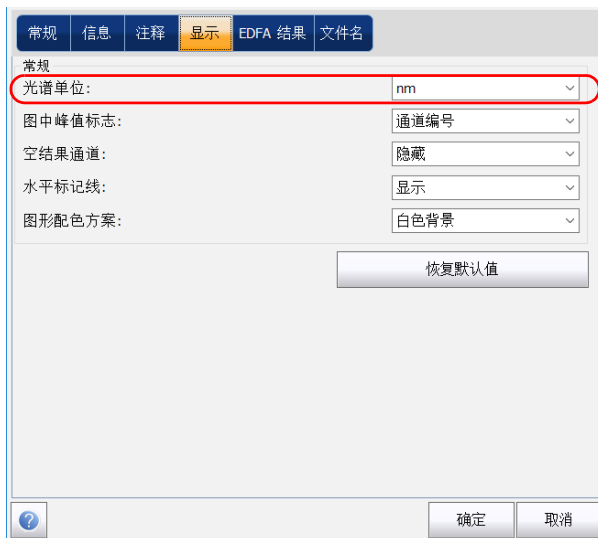 常规 信息 注释 显示 EDFA 结果 文件名
常规
光谱单位: nm
图中峰值标志: 通道编号
空结果通道: 隐藏
水平标记线: 显示
图形配色方案: 白色背景
恢复默认值
? 确定 取消